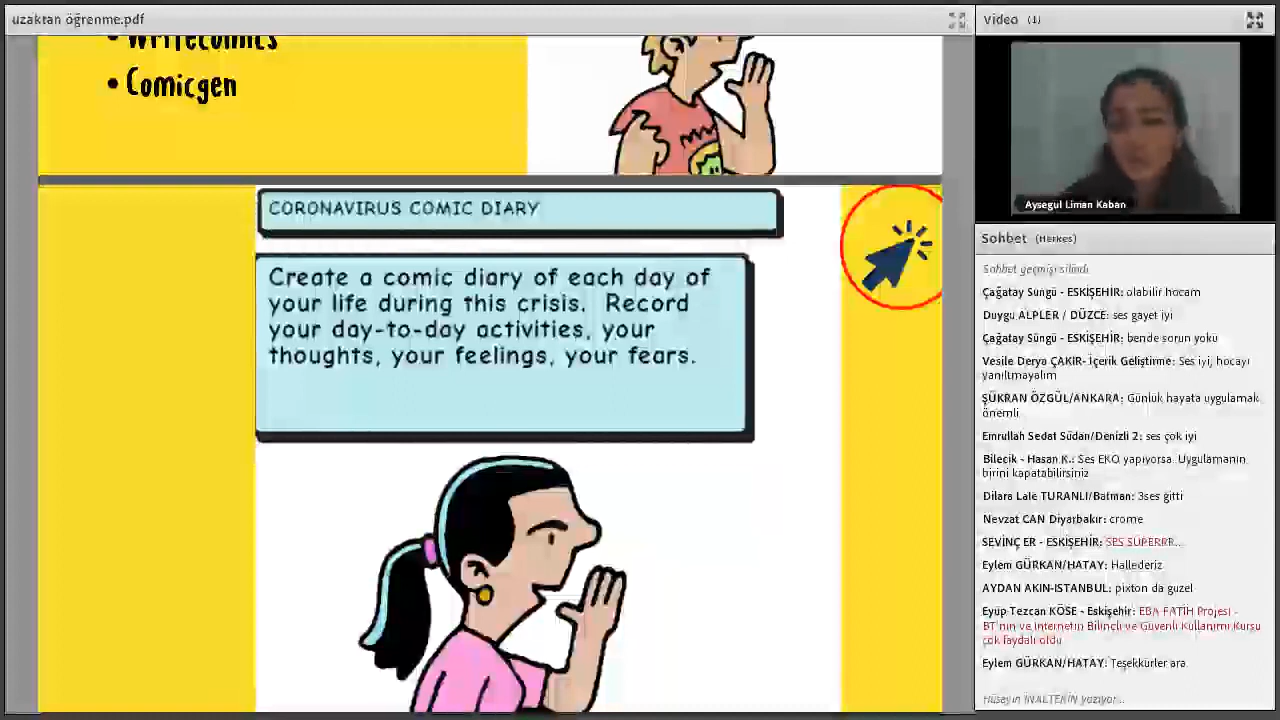 uzaktan öğrenme.pdf
• Writecomics
• Comicgen
CORONAVIRUS COMIC DIARY
Create a comic diary of each day of
your life during this crisis. Record
your day-to-day activities, your
thoughts, your feelings, your fears.
Video (1)
Aysegul Liman Kaban
Sohbet (Herkes)
Sohbet geçmişi silindi.
Çağatay Süngü - ESKİŞEHİR: olabilir hocam
Duygu ALPLER / DÜZCE: ses gayet iyi
Çağatay Süngü - ESKİŞEHİR: bende sorun yoku
Vesile Derya ÇAKIR- İçerik Geliştirme: Ses iyi, hocayı
yanıltmayalım
ŞÜKRAN ÖZGÜL/ANKARA: Günlük hayata uygulamak
önemli
Emrullah Sedat Südan/Denizli 2: ses çok iyi
Bilecik - Hasan K.: Ses EKO yapıyorsa. Uygulamanın
birini kapatabilirsiniz
Dilara Lale TURANLI/Batman: 3ses gitti
Nevzat CAN Diyarbakır: crome
SEVİNÇ ER - ESKİŞEHİR: SES SÜPERRR...
Eylem GÜRKAN/HATAY: Hallederiz
AYDAN AKIN-ISTANBUL: pixton da guzel
Eyüp Tezcan KÖSE - Eskişehir: EBA FATİH Projesi -
BT'nin ve İnternetin Bilinçli ve Güvenli Kullanımı Kursu
çok faydalı oldu
Eylem GÜRKAN/HATAY: Teşekkürler ara
Hüseyin İNALTEKİN yazıyor...